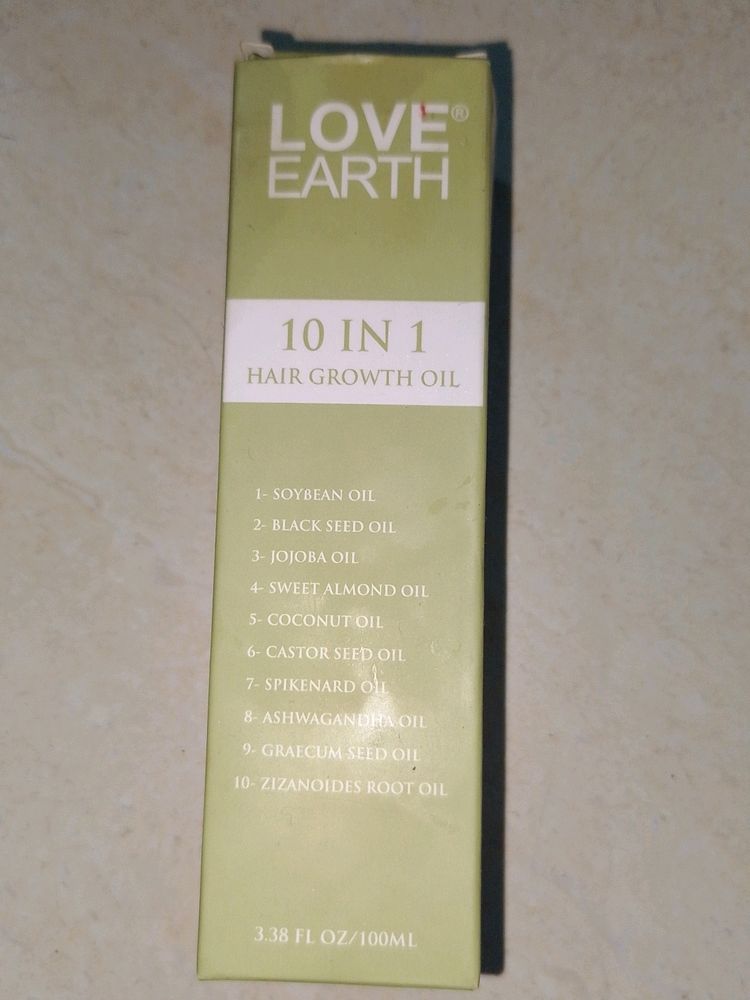 LOVE®
EARTH
10 IN 1
HAIR GROWTH OIL
1- SOYBEAN OIL
2- BLACK SEED OIL
3- JOJOBA OIL
4- SWEET ALMOND OIL
5- COCONUT OIL
6- CASTOR SEED OIL
7- SPIKENARD OIL
8- ASHWAGANDHA OIL
9- GRAECUM SEED OIL
10- ZIZANOIDES ROOT OIL
3.38 FL OZ/100ML